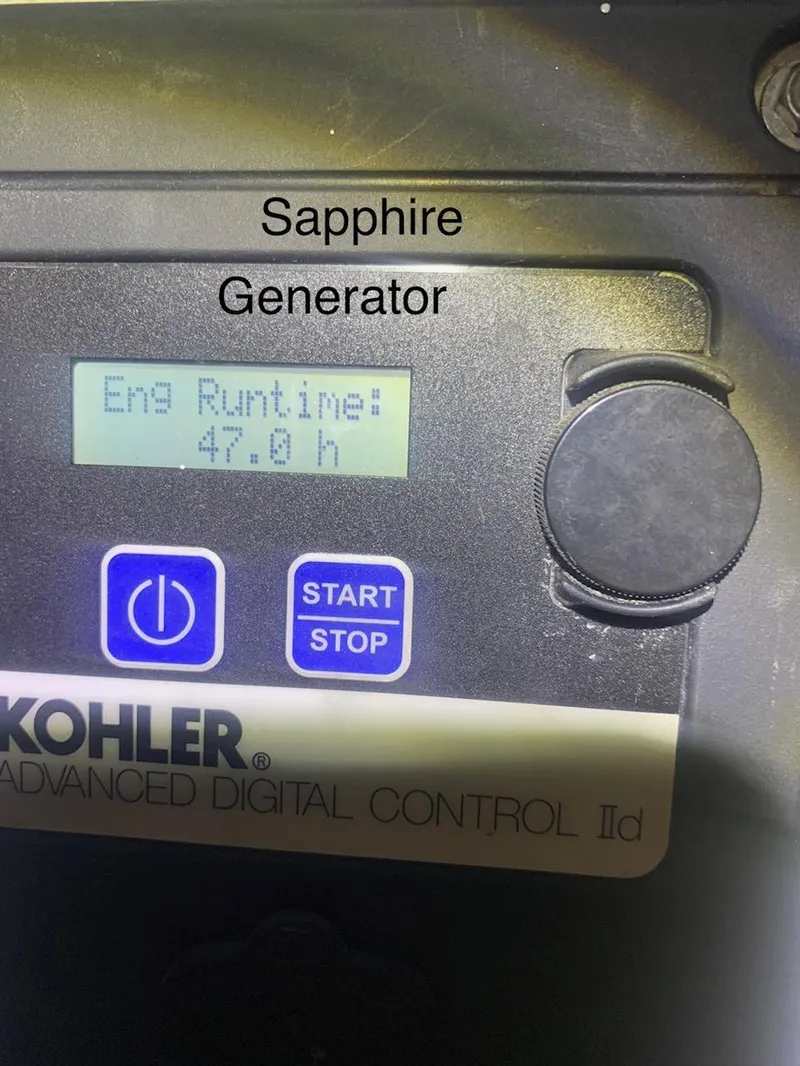 Sapphire
Generator
Eng Runtime:
47.0 h
START
STOP
KOHLER®
ADVANCED DIGITAL CONTROL IId